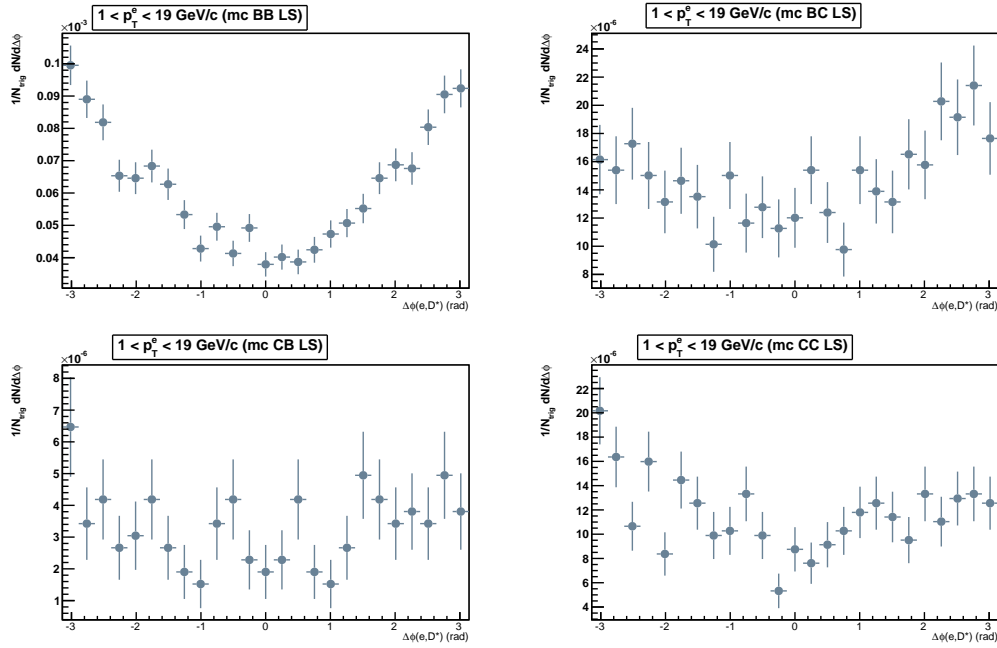 1 < p_T^e < 19 GeV/c (mc BB LS)
×10^-3
1/N_trig dN/dΔϕ
0.1
0.09
0.08
0.07
0.06
0.05
0.04
-3 -2 -1 0 1 2 3
Δϕ(e,D*) (rad)
1 < p_T^e < 19 GeV/c (mc BC LS)
×10^-6
1/N_trig dN/dΔϕ
24
22
20
18
16
14
12
10
8
-3 -2 -1 0 1 2 3
Δϕ(e,D*) (rad)
1 < p_T^e < 19 GeV/c (mc CB LS)
×10^-6
1/N_trig dN/dΔϕ
8
7
6
5
4
3
2
1
-3 -2 -1 0 1 2 3
Δϕ(e,D*) (rad)
1 < p_T^e < 19 GeV/c (mc CC LS)
×10^-6
1/N_trig dN/dΔϕ
22
20
18
16
14
12
10
8
6
4
-3 -2 -1 0 1 2 3
Δϕ(e,D*) (rad)